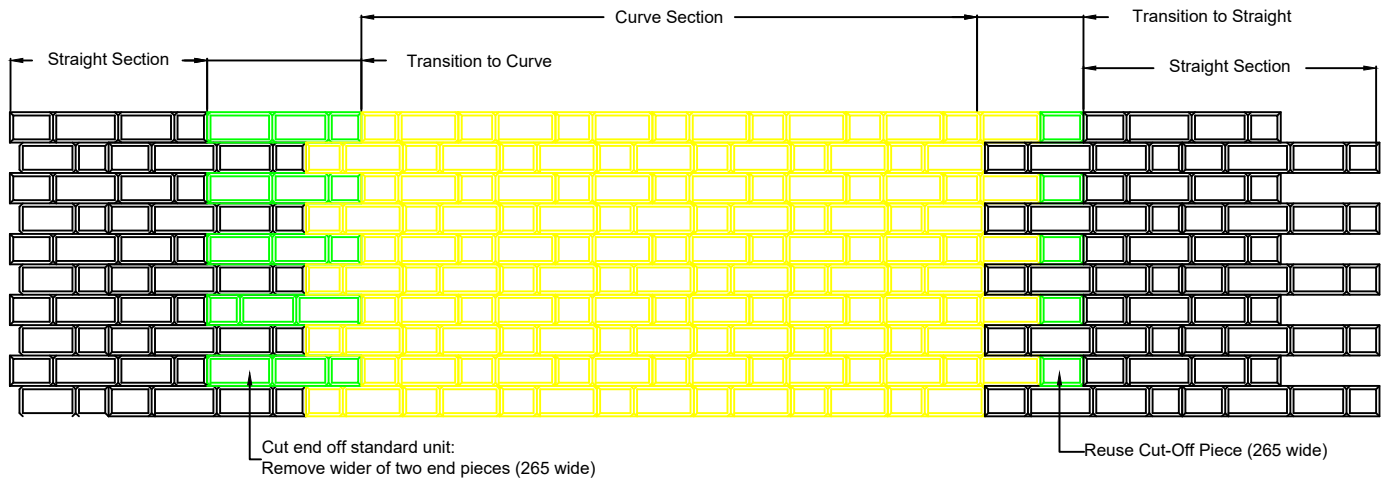 Curve Section
Transition to Straight
Straight Section
Transition to Curve
Straight Section
Cut end off standard unit:
Remove wider of two end pieces (265 wide)
Reuse Cut-Off Piece (265 wide)